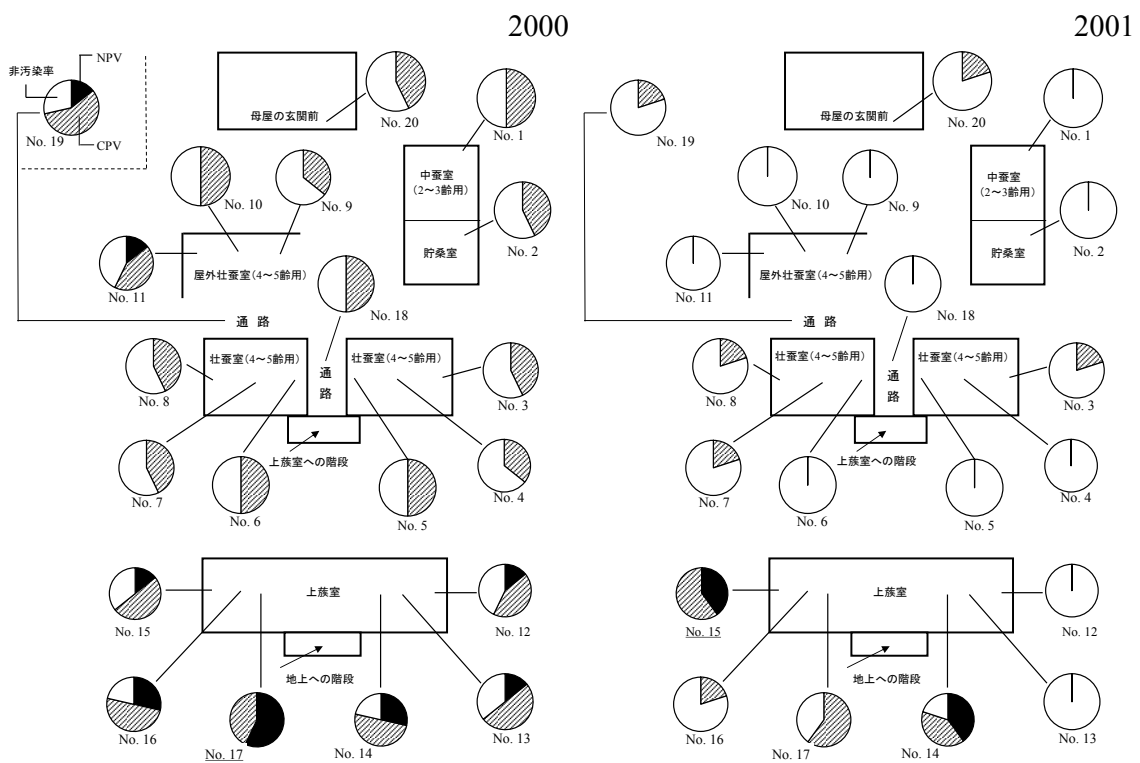 2000
NPV
非汚染率
No. 19
CPV
母屋の玄関前
No. 20
No. 1
中蚕室
(2～3齢用)
No. 10
No. 9
No. 2
貯桑室
屋外壮蚕室(4～5齢用)
No. 11
No. 18
通 路
壮蚕室(4～5齢用)
通
路
壮蚕室(4～5齢用)
No. 8
No. 3
上蔟室への階段
No. 7
No. 6
No. 5
No. 4
上蔟室
No. 15
No. 12
地上への階段
No. 16
No. 17
No. 14
No. 13
2001
No. 19
母屋の玄関前
No. 20
No. 1
中蚕室
(2～3齢用)
No. 10
No. 9
No. 2
貯桑室
屋外壮蚕室(4～5齢用)
No. 11
No. 18
通 路
壮蚕室(4～5齢用)
通
路
壮蚕室(4～5齢用)
No. 8
No. 3
上蔟室への階段
No. 7
No. 6
No. 5
No. 4
上蔟室
No. 15
No. 12
地上への階段
No. 16
No. 17
No. 14
No. 13